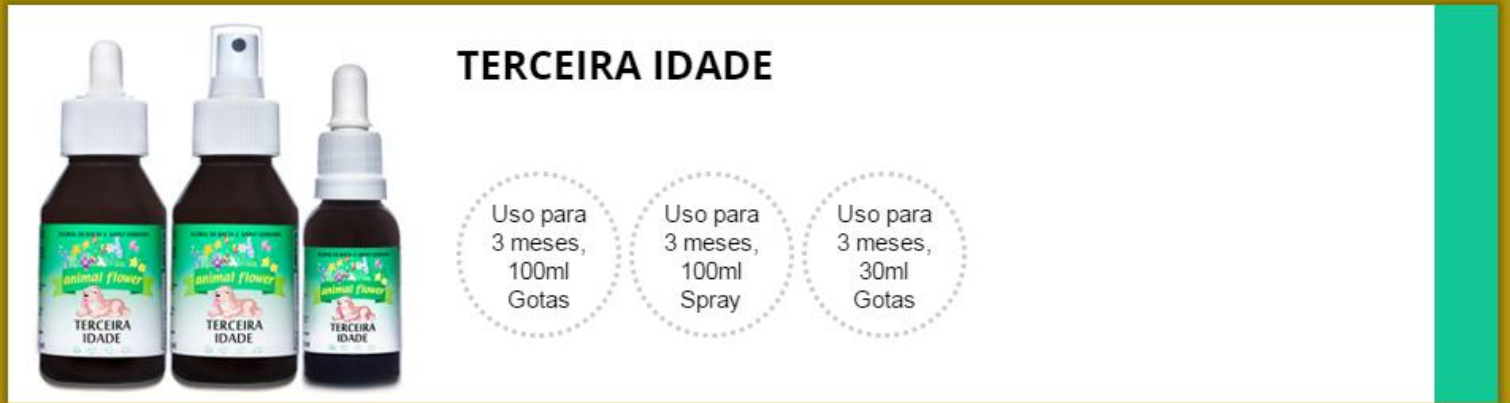 TERCEIRA IDADE
Uso para
3 meses,
100ml
Gotas
Uso para
3 meses,
100ml
Spray
Uso para
3 meses,
30ml
Gotas
animal flower
TERCEIRA
IDADE
animal flower
TERCEIRA
IDADE
animal flower
TERCEIRA
IDADE